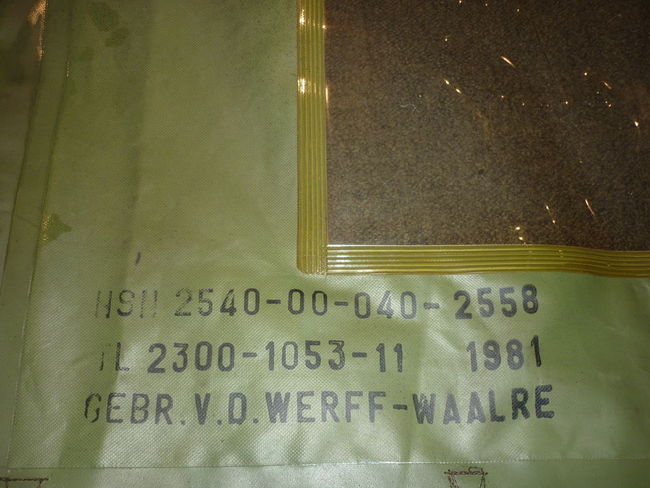 NSN 2540-00-040-2558
TL 2300-1053-11 1981
GEBR.V.D.WERFF-WAALRE